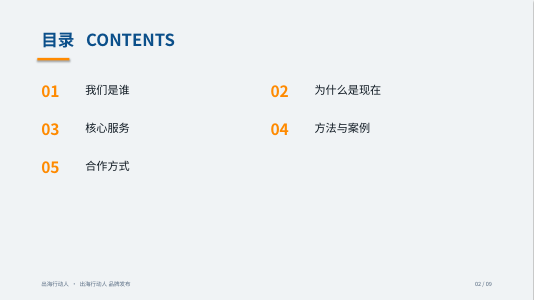 目录 CONTENTS
01 我们是谁
02 为什么是现在
03 核心服务
04 方法与案例
05 合作方式
出海行动人 · 出海行动人 品牌发布
02 / 09